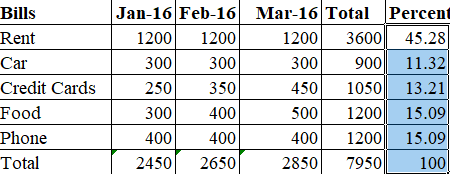 Bills Jan-16 Feb-16 Mar-16 Total Percent
Rent 1200 1200 1200 3600 45.28
Car 300 300 300 900 11.32
Credit Cards 250 350 450 1050 13.21
Food 300 400 500 1200 15.09
Phone 400 400 400 1200 15.09
Total 2450 2650 2850 7950 100